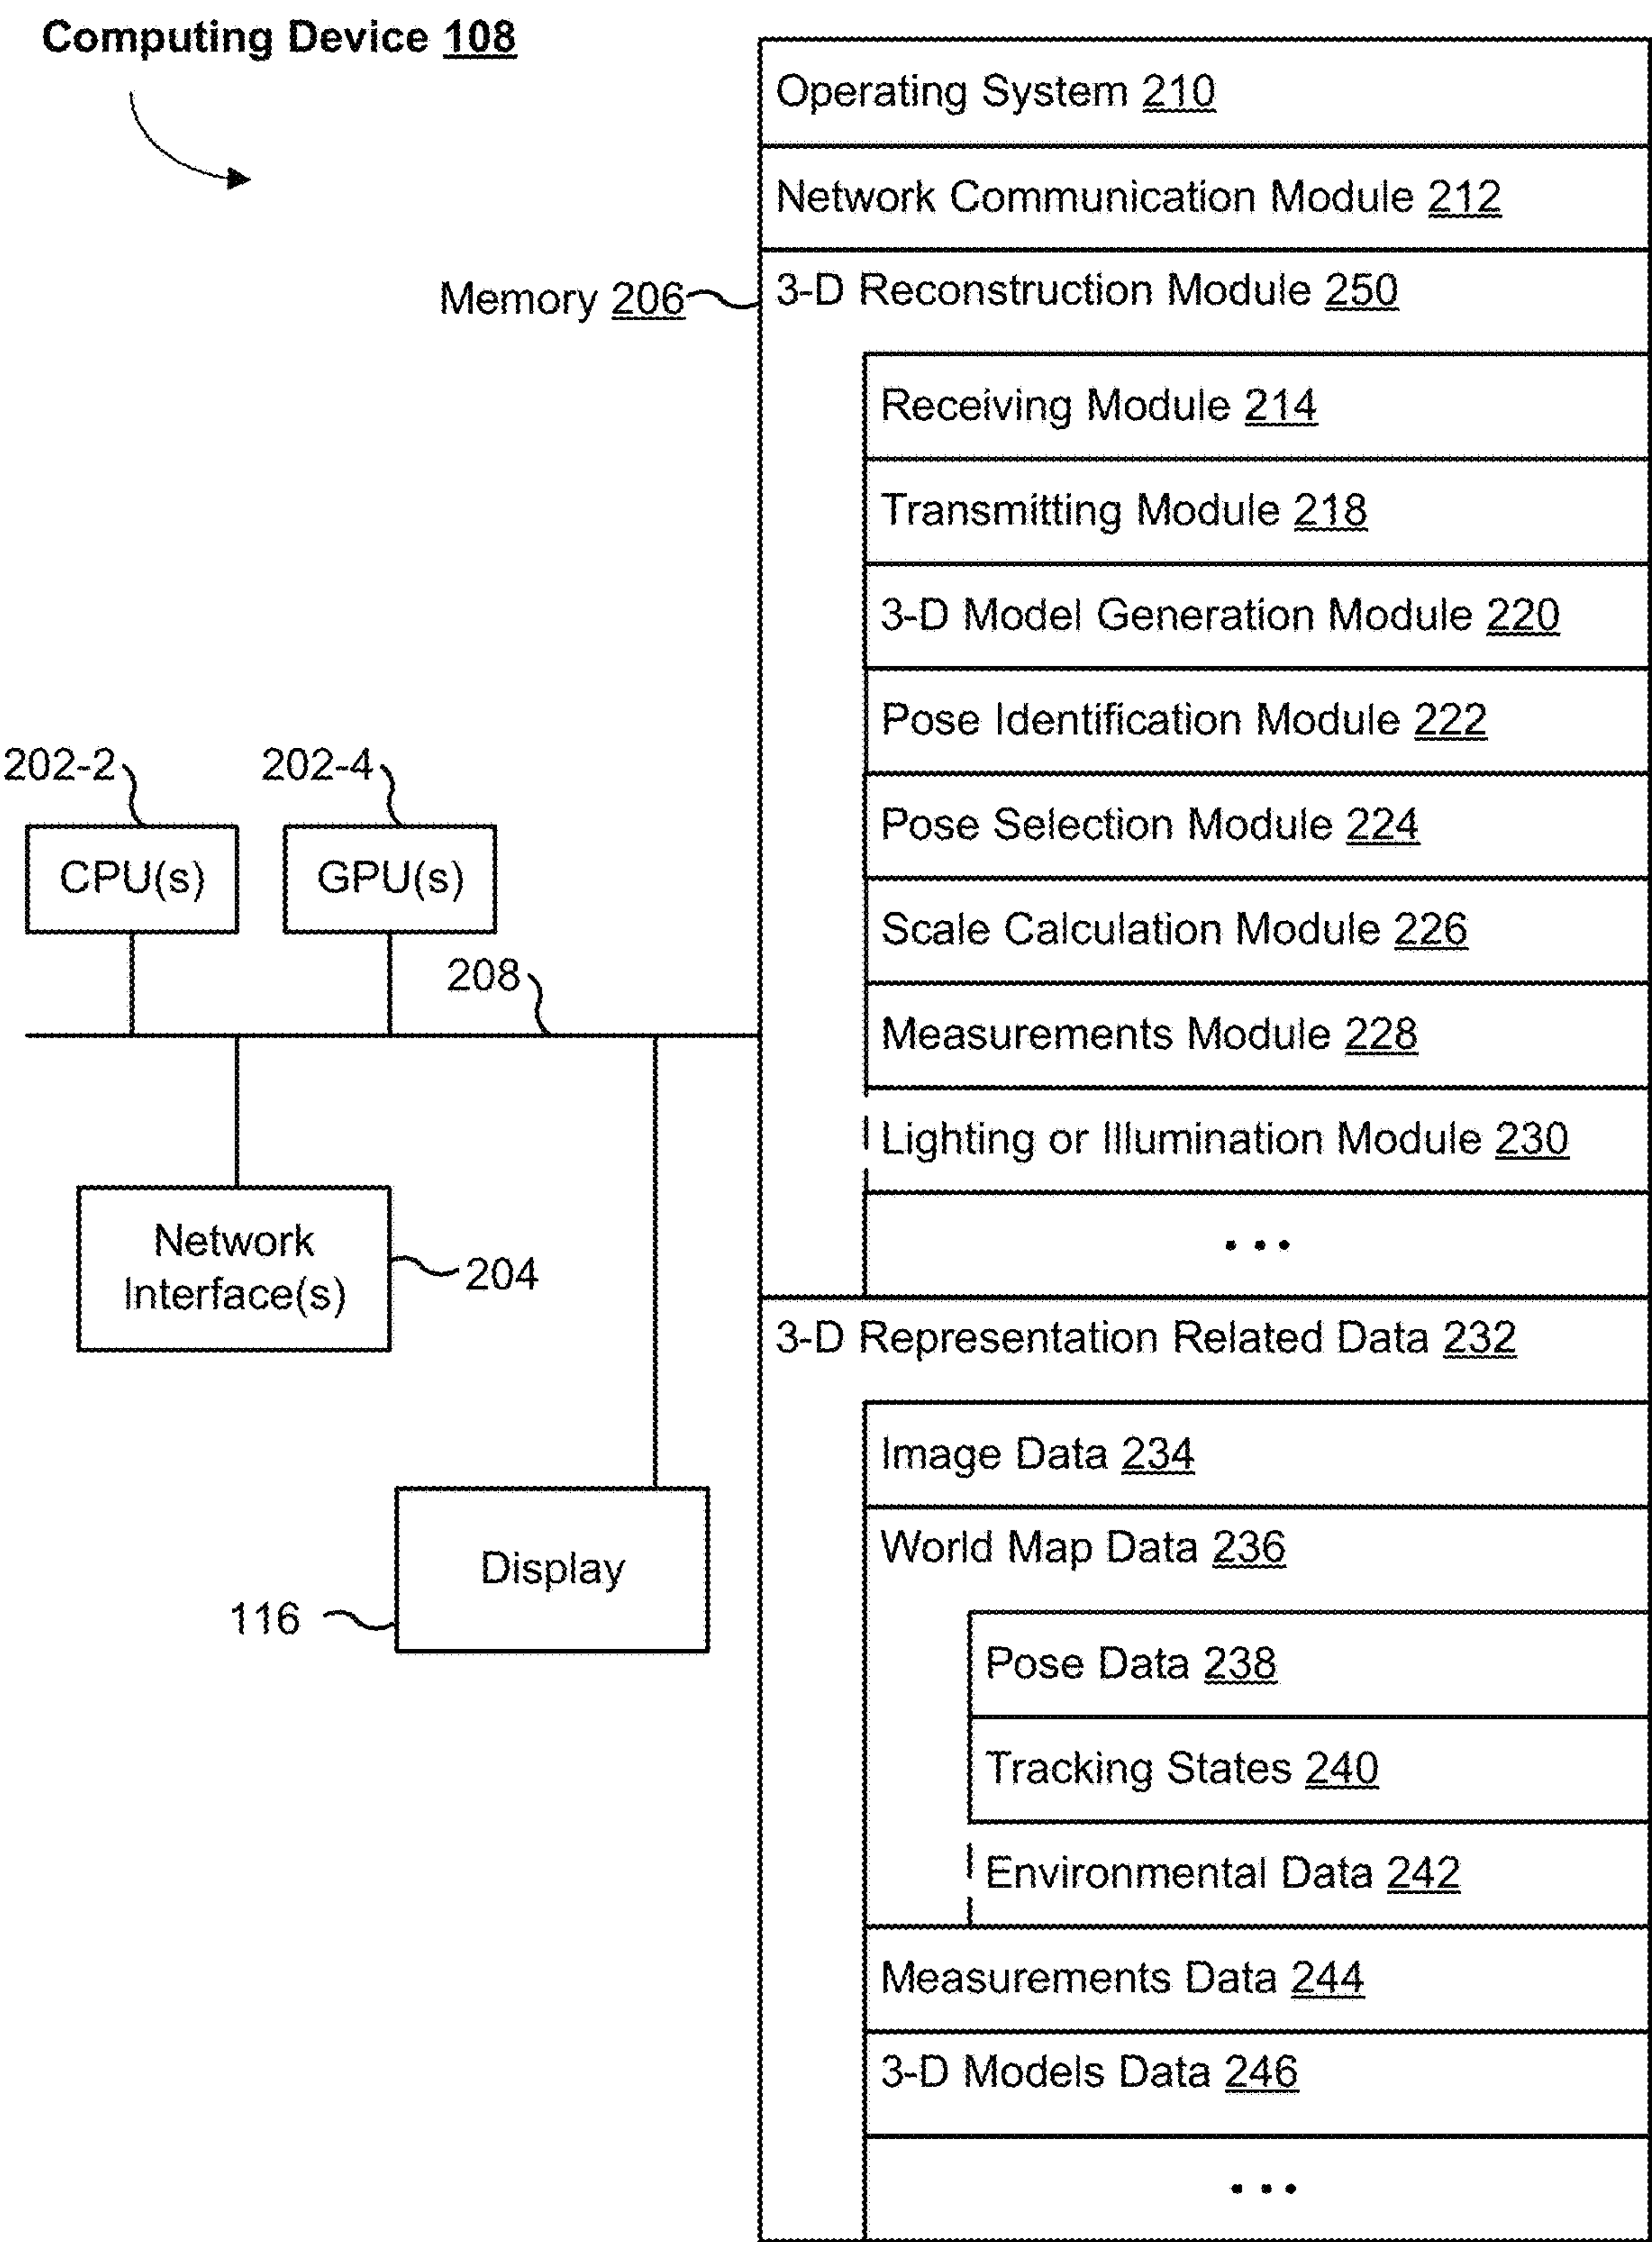 Computing Device 108
Operating System 210
Network Communication Module 212
Memory 206
3-D Reconstruction Module 250
Receiving Module 214
Transmitting Module 218
3-D Model Generation Module 220
Pose Identification Module 222
Pose Selection Module 224
Scale Calculation Module 226
Measurements Module 228
Lighting or Illumination Module 230
...
3-D Representation Related Data 232
Image Data 234
World Map Data 236
Pose Data 238
Tracking States 240
Environmental Data 242
Measurements Data 244
3-D Models Data 246
...
202-2
202-4
CPU(s)
GPU(s)
208
Network
Interface(s)
204
Display
116